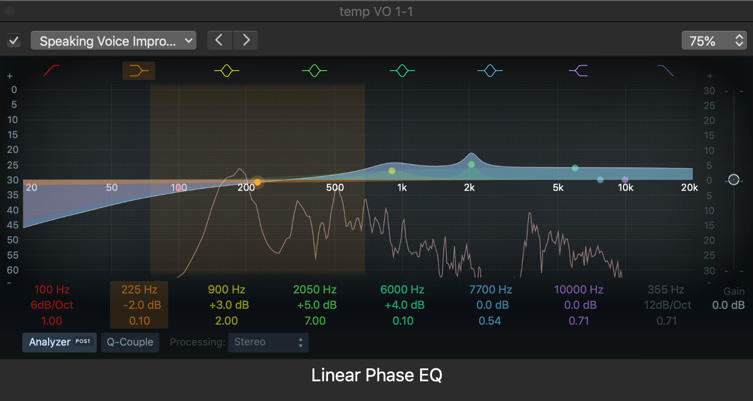 temp VO 1-1
Speaking Voice Impro... 75%
+ +
0 30
5 25
10 20
15 15
20 10
25 5
30 20 50 100 200 500 1k 2k 5k 10k 20k 0
35 5
40 10
45 15
50 20
55 25
60 30
- -
100 Hz 225 Hz 900 Hz 2050 Hz 6000 Hz 7700 Hz 10000 Hz 355 Hz Gain
6dB/Oct -2.0 dB +3.0 dB +5.0 dB +4.0 dB 0.0 dB 0.0 dB 12dB/Oct 0.0 dB
1.00 0.10 2.00 7.00 0.10 0.54 0.71 0.71
Analyzer POST Q-Couple Processing: Stereo
Linear Phase EQ